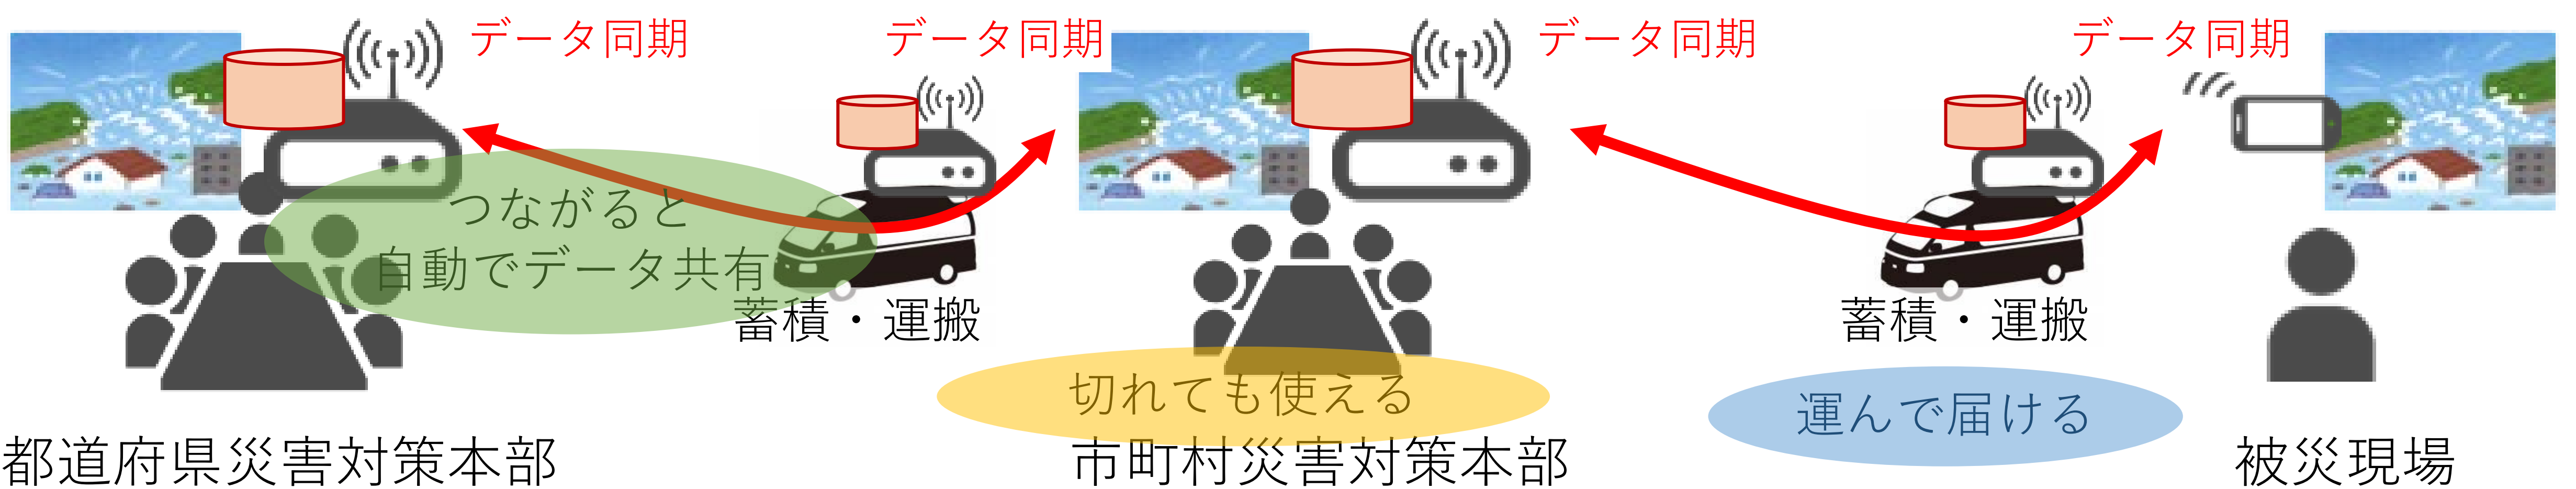 データ同期
データ同期
データ同期
データ同期
つながると
自動でデータ共有
蓄積・運搬
蓄積・運搬
切れても使える
運んで届ける
都道府県災害対策本部
市町村災害対策本部
被災現場